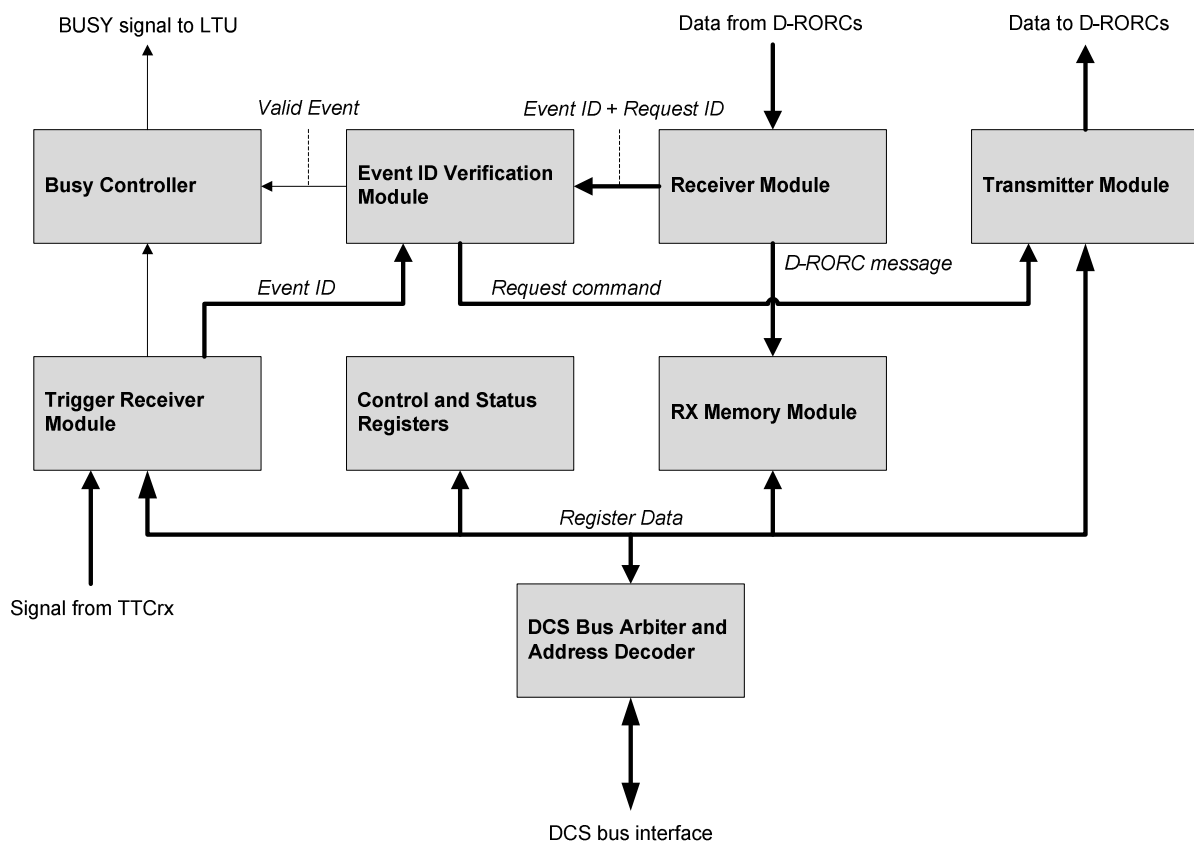 BUSY signal to LTU
Data from D-RORCs
Data to D-RORCs
Valid Event
Event ID + Request ID
Busy Controller
Event ID Verification
Module
Receiver Module
Transmitter Module
D-RORC message
Event ID
Request command
Trigger Receiver
Module
Control and Status
Registers
RX Memory Module
Register Data
Signal from TTCrx
DCS Bus Arbiter and
Address Decoder
DCS bus interface